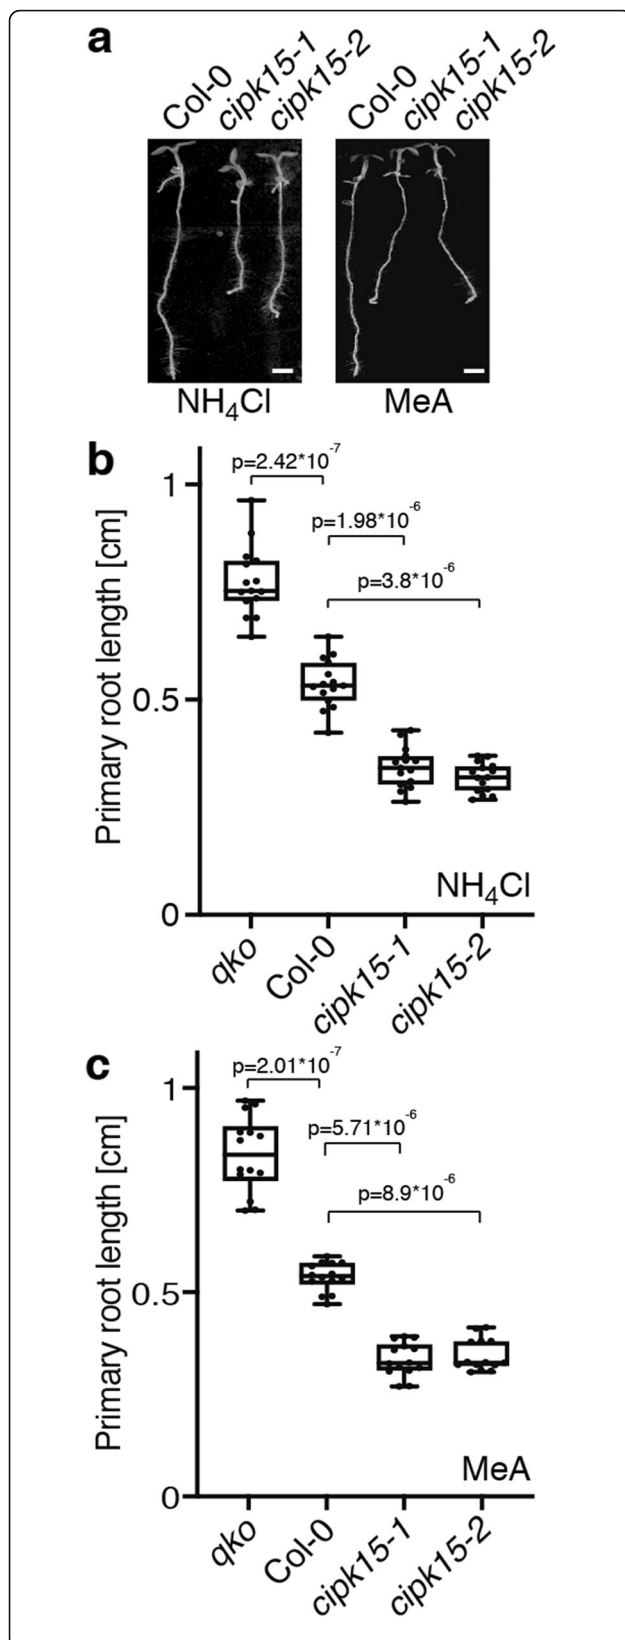 a
Col-0 cipk15-1 cipk15-2 Col-0 cipk15-1 cipk15-2
NH₄Cl MeA
b
p=2.42*10⁻⁷
p=1.98*10⁻⁶
p=3.8*10⁻⁶
Primary root length [cm]
1
0.5
0
NH₄Cl
qko Col-0 cipk15-1 cipk15-2
c
p=2.01*10⁻⁷
p=5.71*10⁻⁶
p=8.9*10⁻⁶
Primary root length [cm]
1
0.5
0
MeA
qko Col-0 cipk15-1 cipk15-2